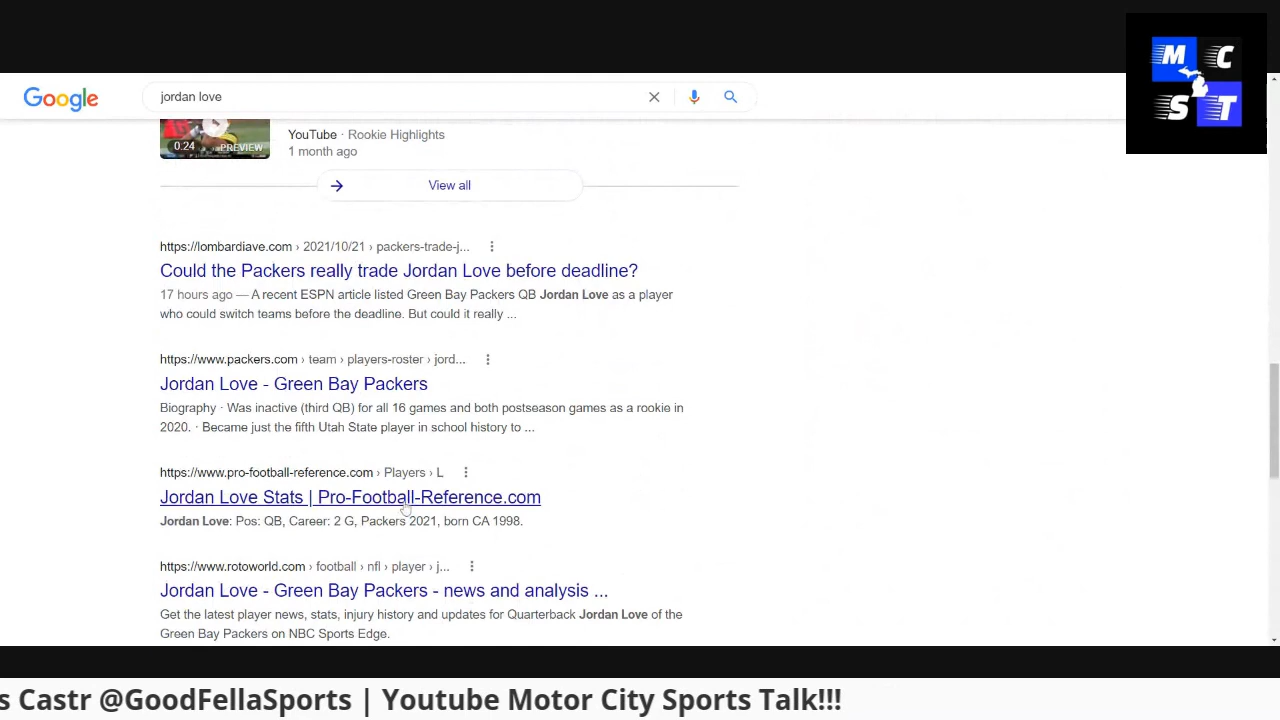 M C
S T
Google
jordan love
0:24 PREVIEW
YouTube · Rookie Highlights
1 month ago
View all
https://lombardiave.com › 2021/10/21 › packers-trade-j...
Could the Packers really trade Jordan Love before deadline?
17 hours ago — A recent ESPN article listed Green Bay Packers QB Jordan Love as a player
who could switch teams before the deadline. But could it really ...
https://www.packers.com › team › players-roster › jord...
Jordan Love - Green Bay Packers
Biography · Was inactive (third QB) for all 16 games and both postseason games as a rookie in
2020. · Became just the fifth Utah State player in school history to ...
https://www.pro-football-reference.com › Players › L
Jordan Love Stats | Pro-Football-Reference.com
Jordan Love: Pos: QB, Career: 2 G, Packers 2021, born CA 1998.
https://www.rotoworld.com › football › nfl › player › j...
Jordan Love - Green Bay Packers - news and analysis ...
Get the latest player news, stats, injury history and updates for Quarterback Jordan Love of the
Green Bay Packers on NBC Sports Edge.
s Castr @GoodFellaSports | Youtube Motor City Sports Talk!!!